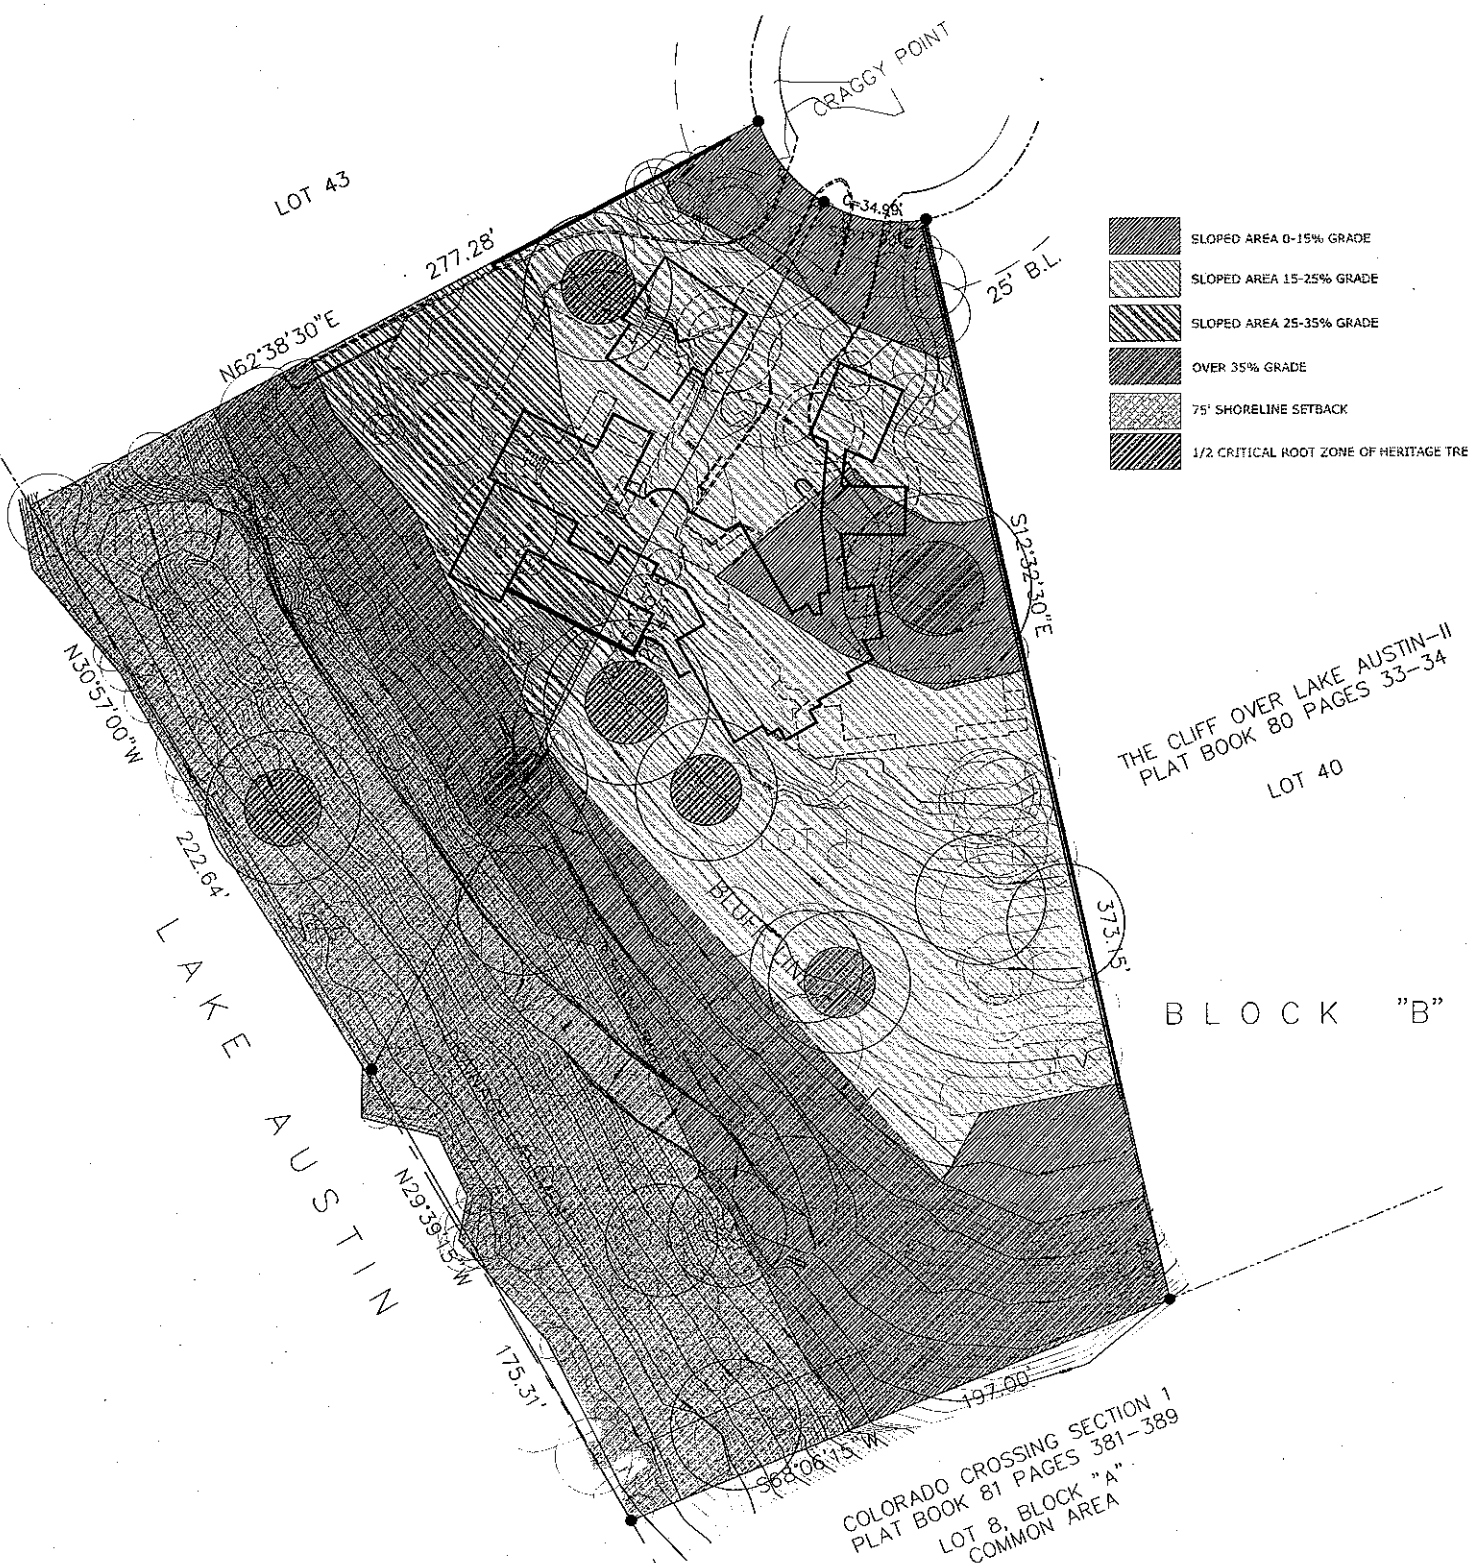 CRAGGY POINT
LOT 43
C=34.99'
277.28'
25' B.L.
N62°38'30"E
SLOPED AREA 0-15% GRADE
SLOPED AREA 15-25% GRADE
SLOPED AREA 25-35% GRADE
OVER 35% GRADE
75' SHORELINE SETBACK
1/2 CRITICAL ROOT ZONE OF HERITAGE TRE
S12°32'30"E
N30°57'00"W
THE CLIFF OVER LAKE AUSTIN-II
PLAT BOOK 80 PAGES 33-34
LOT 40
222.64'
BLUFF LINE
373.15'
LAKE AUSTIN
BLOCK "B"
N29°39'15"W
175.31'
197.00'
S68°06'15"W
COLORADO CROSSING SECTION 1
PLAT BOOK 81 PAGES 381-389
LOT 8, BLOCK "A"
COMMON AREA